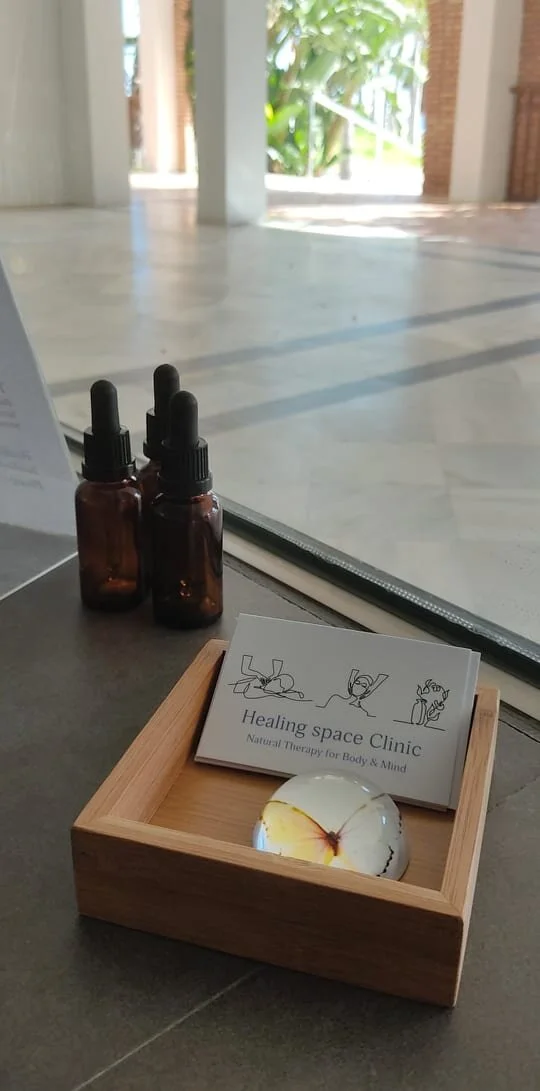 Healing space Clinic
Natural Therapy for Body & Mind